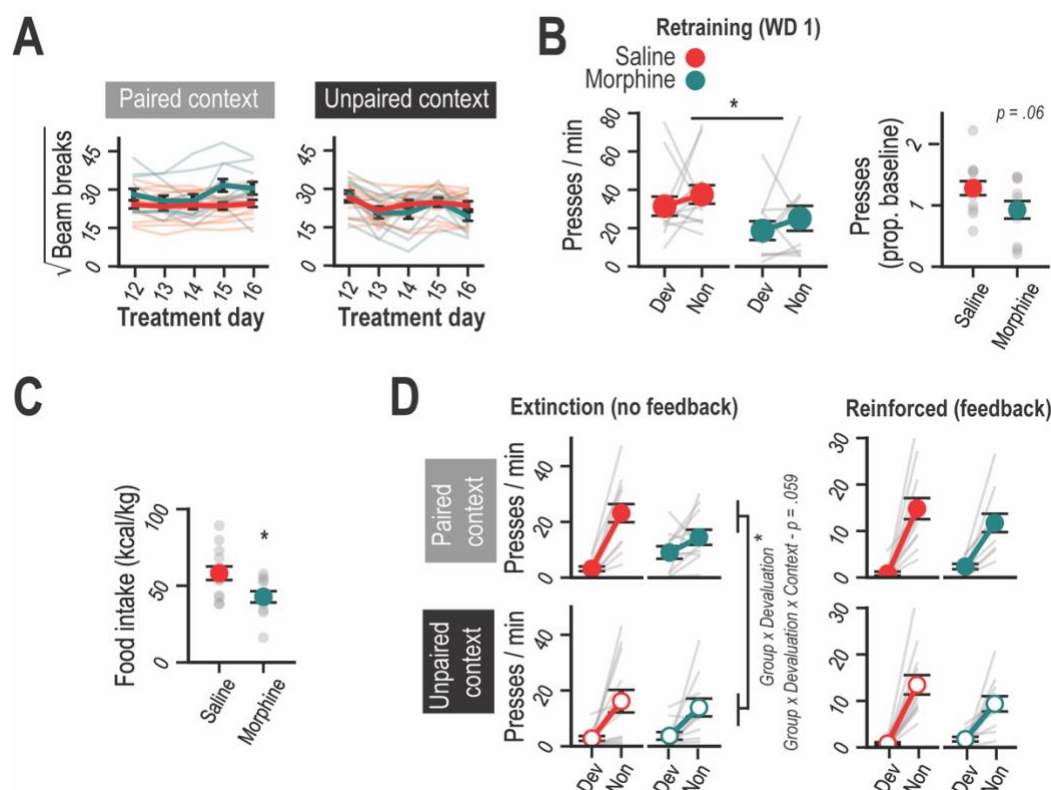 A
Paired context
Unpaired context
√Beam breaks
45
30
15
0
12 13 14 15 16
12 13 14 15 16
Treatment day
Treatment day
B
Retraining (WD 1)
Saline
Morphine
*
Presses / min
80
60
40
20
0
Dev Non Dev Non
p = .06
Presses
(prop. baseline)
2
1
0
Saline
Morphine
C
Food intake (kcal/kg)
100
50
0
*
Saline
Morphine
D
Extinction (no feedback)
Reinforced (feedback)
Paired
context
Presses / min
40
20
0
30
20
10
0
Unpaired
context
Presses / min
40
20
0
30
20
10
0
*
Group x Devaluation
Group x Devaluation x Context - p = .059
Dev Non Dev Non
Dev Non Dev Non